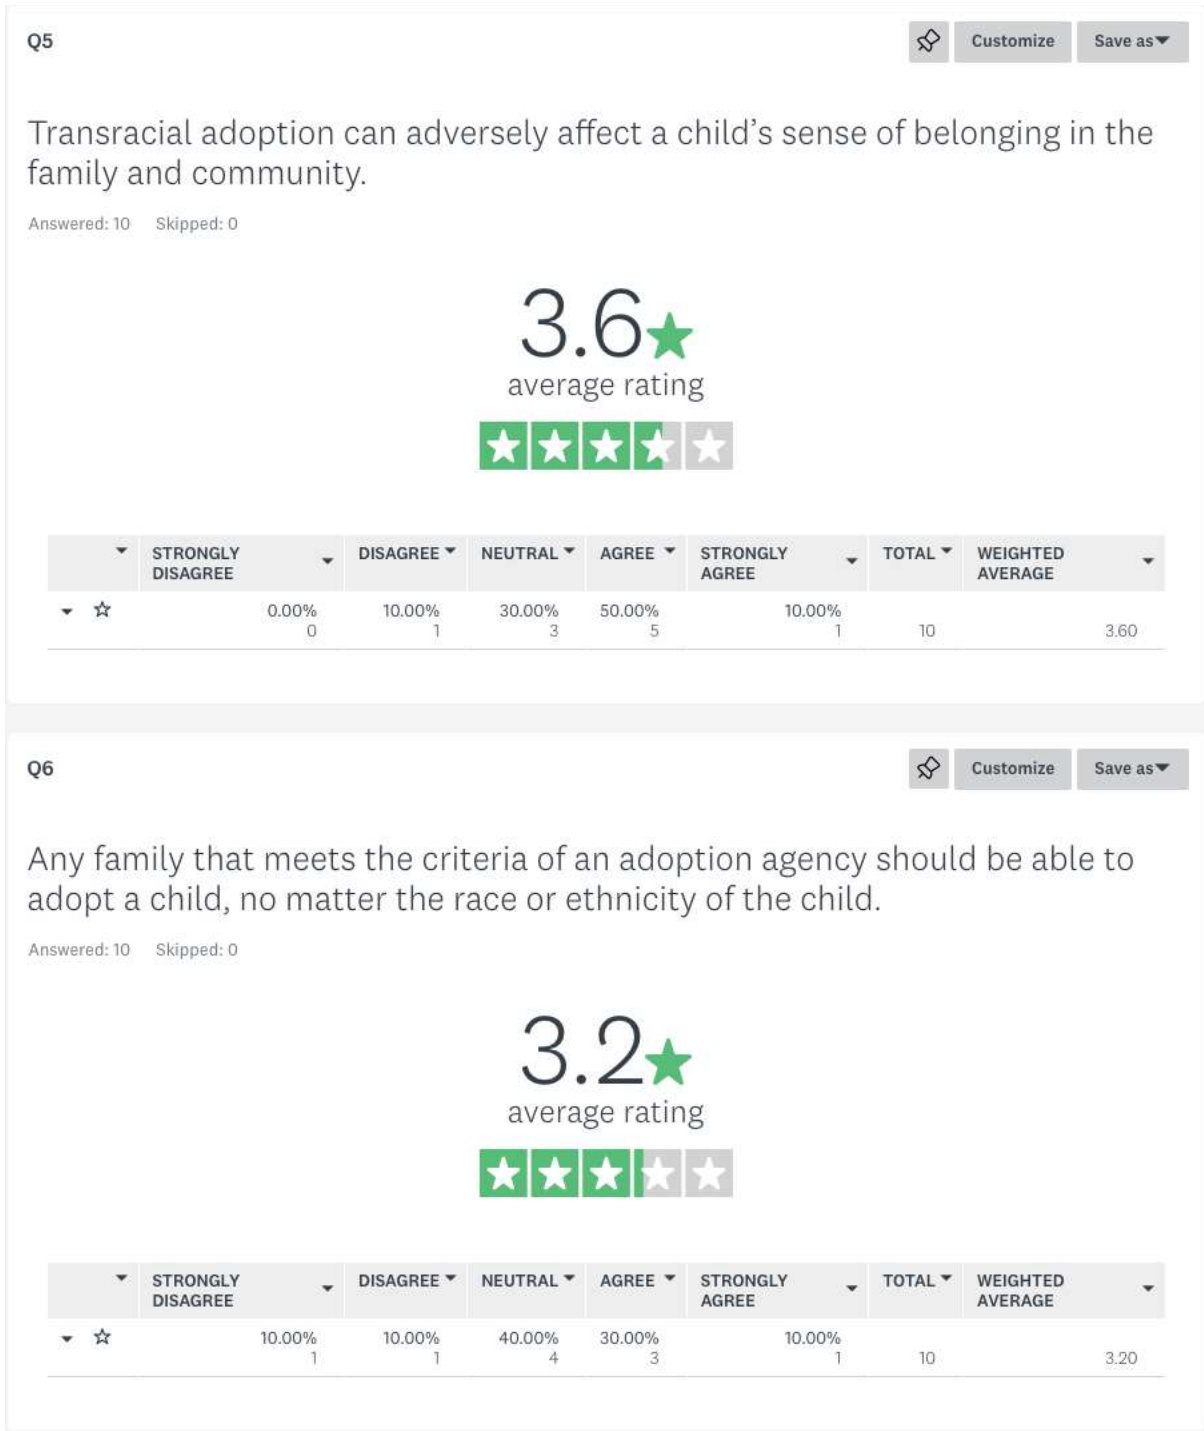 Q5
Customize
Save as
Transracial adoption can adversely affect a child's sense of belonging in the
family and community.
Answered: 10 Skipped: 0
3.6
average rating
STRONGLY DISAGREE DISAGREE NEUTRAL AGREE STRONGLY AGREE TOTAL WEIGHTED AVERAGE
0.00% 10.00% 30.00% 50.00% 10.00%
0 1 3 5 1 10 3.60
Q6
Customize
Save as
Any family that meets the criteria of an adoption agency should be able to
adopt a child, no matter the race or ethnicity of the child.
Answered: 10 Skipped: 0
3.2
average rating
STRONGLY DISAGREE DISAGREE NEUTRAL AGREE STRONGLY AGREE TOTAL WEIGHTED AVERAGE
10.00% 10.00% 40.00% 30.00% 10.00%
1 1 4 3 1 10 3.20